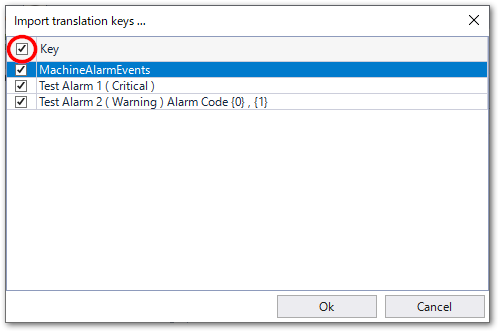 Import translation keys ...
Key
MachineAlarmEvents
Test Alarm 1 ( Critical )
Test Alarm 2 ( Warning ) Alarm Code {0} , {1}
Ok
Cancel